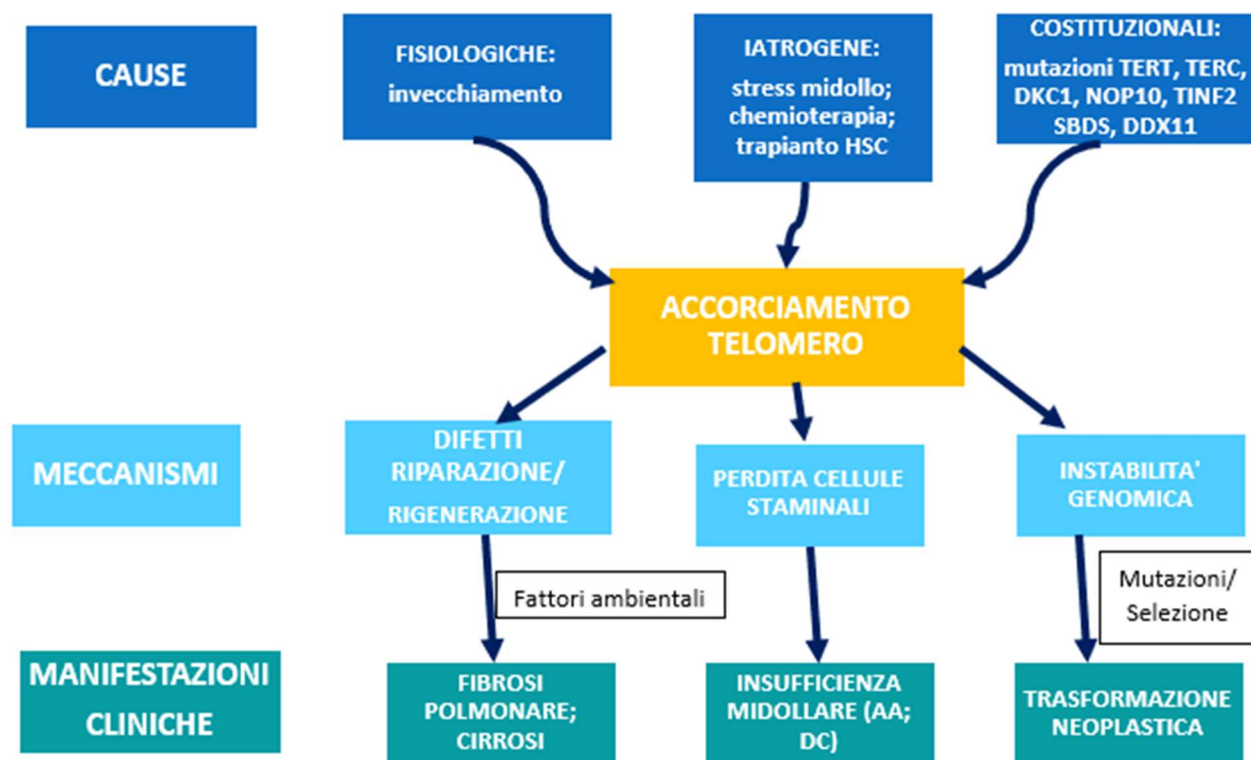 CAUSE
FISIOLOGICHE:
invecchiamento
IATROGENE:
stress midollo;
chemioterapia;
trapianto HSC
COSTITUZIONALI:
mutazioni TERT, TERC,
DKC1, NOP10, TINF2
SBDS, DDX11
ACCORCIAMENTO
TELOMERO
MECCANISMI
DIFETTI
RIPARAZIONE/
RIGENERAZIONE
PERDITA CELLULE
STAMINALI
INSTABILITA'
GENOMICA
Fattori ambientali
Mutazioni/
Selezione
MANIFESTAZIONI
CLINICHE
FIBROSI
POLMONARE;
CIRROSI
INSUFFICIENZA
MIDOLLARE (AA;
DC)
TRASFORMAZIONE
NEOPLASTICA